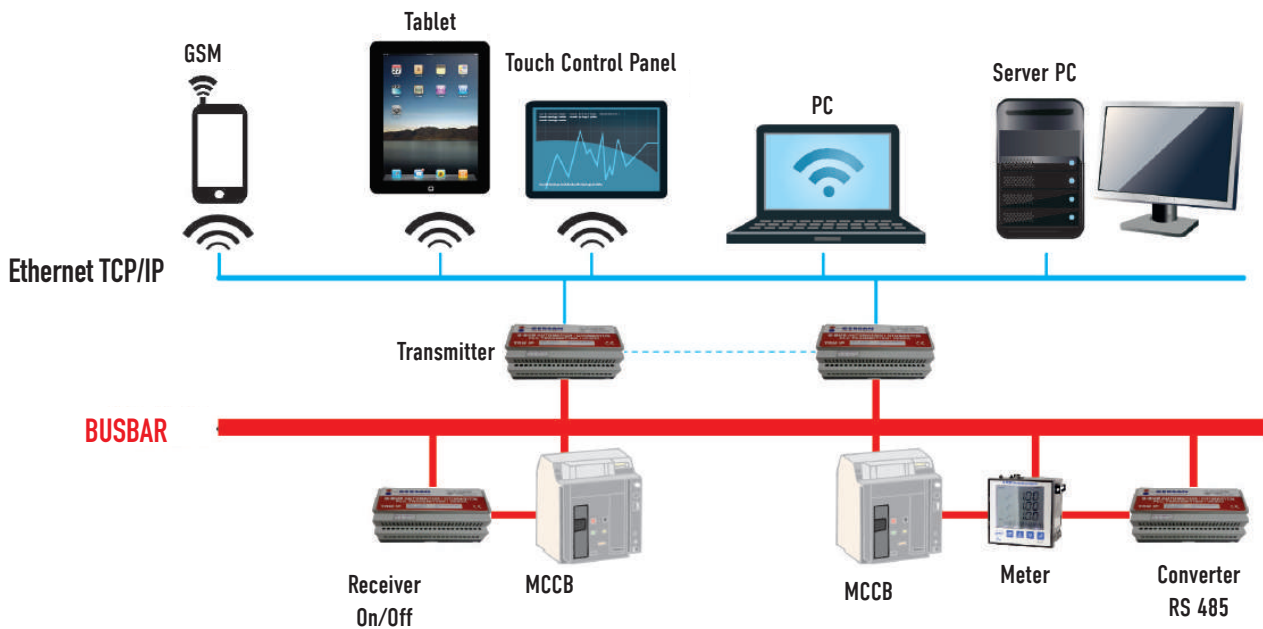 Tablet
GSM
Touch Control Panel
Server PC
PC
Ethernet TCP/IP
Transmitter
BUSBAR
Receiver
On/Off
MCCB
MCCB
Meter
Converter
RS 485